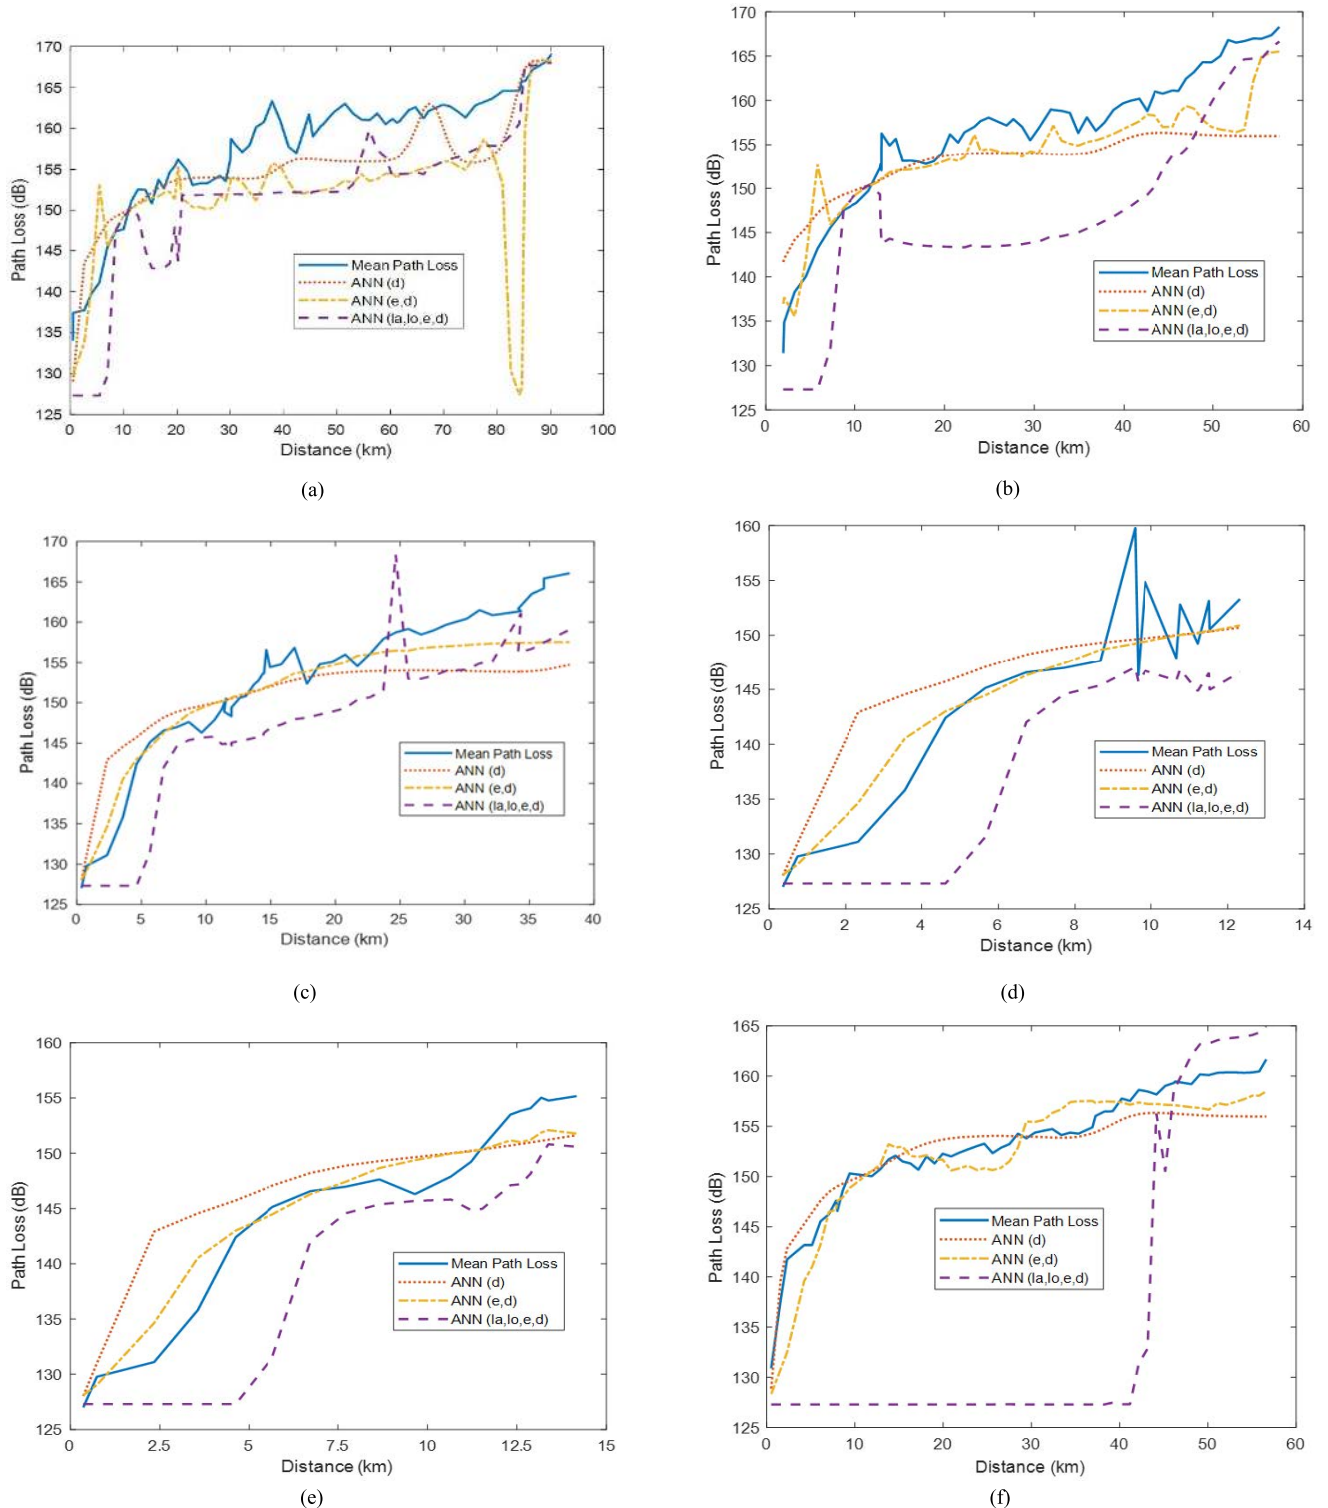 (a)
170
165
160
155
150
145
140
135
130
125
0 10 20 30 40 50 60 70 80 90 100
Path Loss (dB)
Distance (km)
Mean Path Loss
ANN (d)
ANN (e,d)
ANN (la,lo,e,d)
(b)
170
165
160
155
150
145
140
135
130
125
0 10 20 30 40 50 60
Path Loss (dB)
Distance (km)
Mean Path Loss
ANN (d)
ANN (e,d)
ANN (la,lo,e,d)
(c)
170
165
160
155
150
145
140
135
130
125
0 5 10 15 20 25 30 35 40
Path Loss (dB)
Distance (km)
Mean Path Loss
ANN (d)
ANN (e,d)
ANN (la,lo,e,d)
(d)
160
155
150
145
140
135
130
125
0 2 4 6 8 10 12 14
Path Loss (dB)
Distance (km)
Mean Path Loss
ANN (d)
ANN (e,d)
ANN (la,lo,e,d)
(e)
160
155
150
145
140
135
130
125
0 2.5 5 7.5 10 12.5 15
Path Loss (dB)
Distance (km)
Mean Path Loss
ANN (d)
ANN (e,d)
ANN (la,lo,e,d)
(f)
165
160
155
150
145
140
135
130
125
0 10 20 30 40 50 60
Path Loss (dB)
Distance (km)
Mean Path Loss
ANN (d)
ANN (e,d)
ANN (la,lo,e,d)